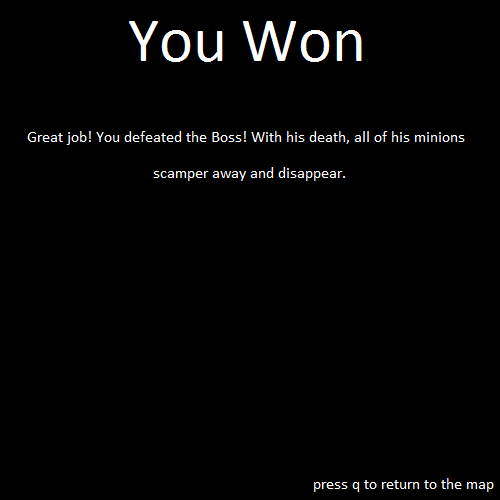 You Won
Great job! You defeated the Boss! With his death, all of his minions
scamper away and disappear.
press q to return to the map